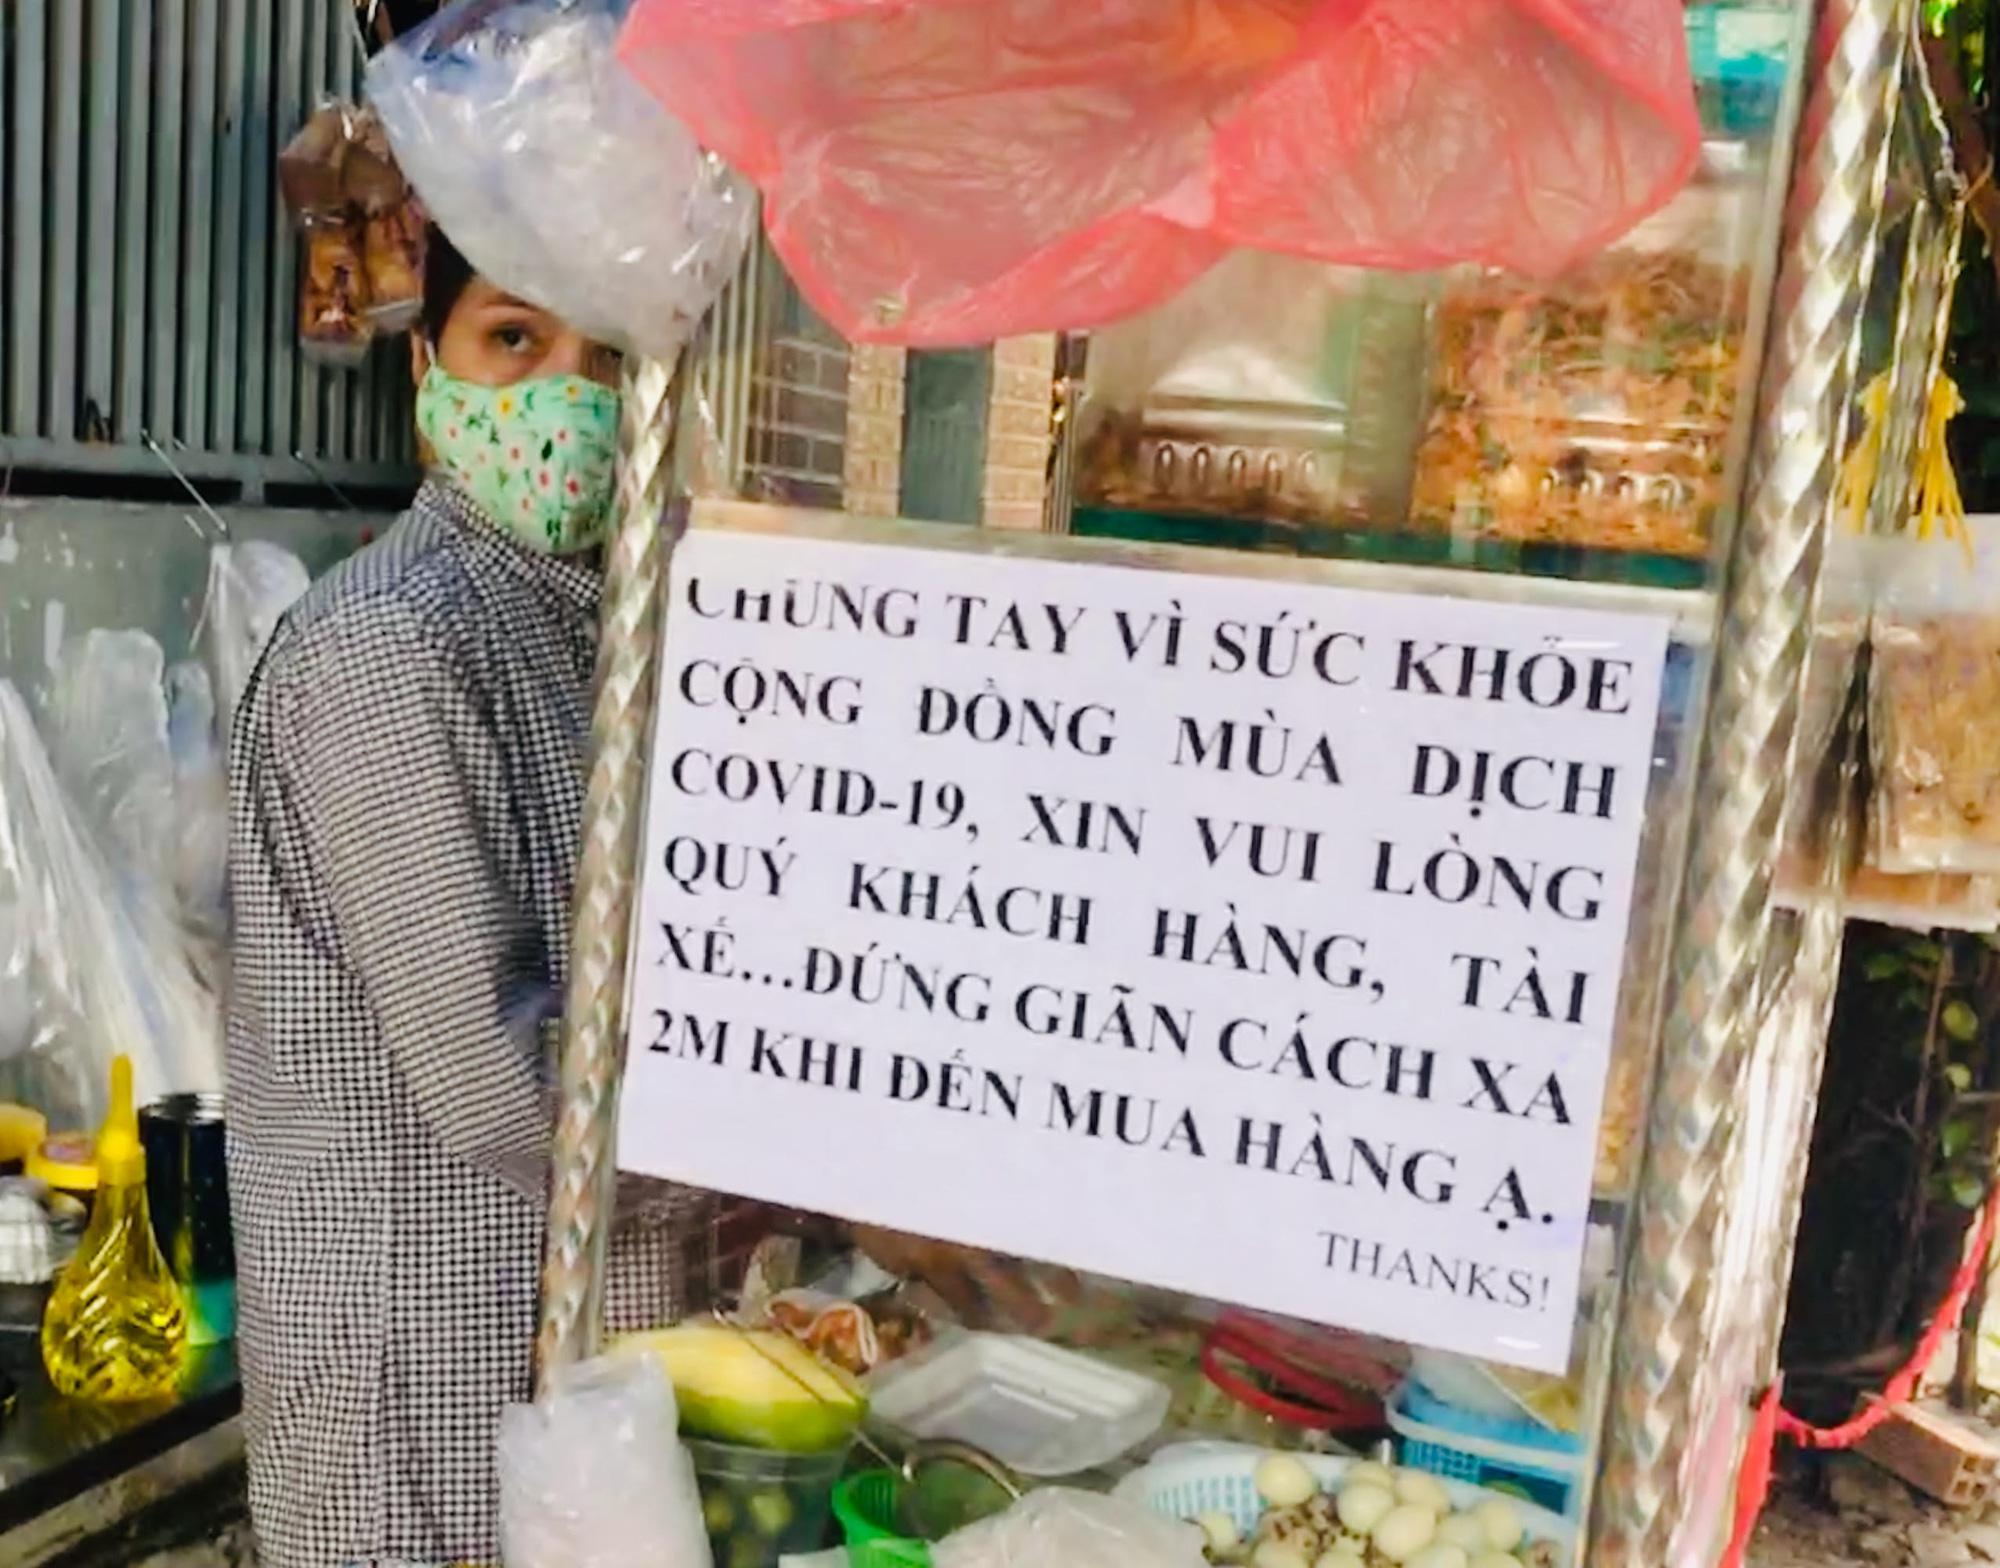 CHUNG TAY VÌ SỨC KHỎE
CỘNG ĐỒNG MÙA DỊCH
COVID-19, XIN VUI LÒNG
QUÝ KHÁCH HÀNG, TÀI
XẾ...ĐỨNG GIÃN CÁCH XA
2M KHI ĐẾN MUA HÀNG Ạ.
THANKS!